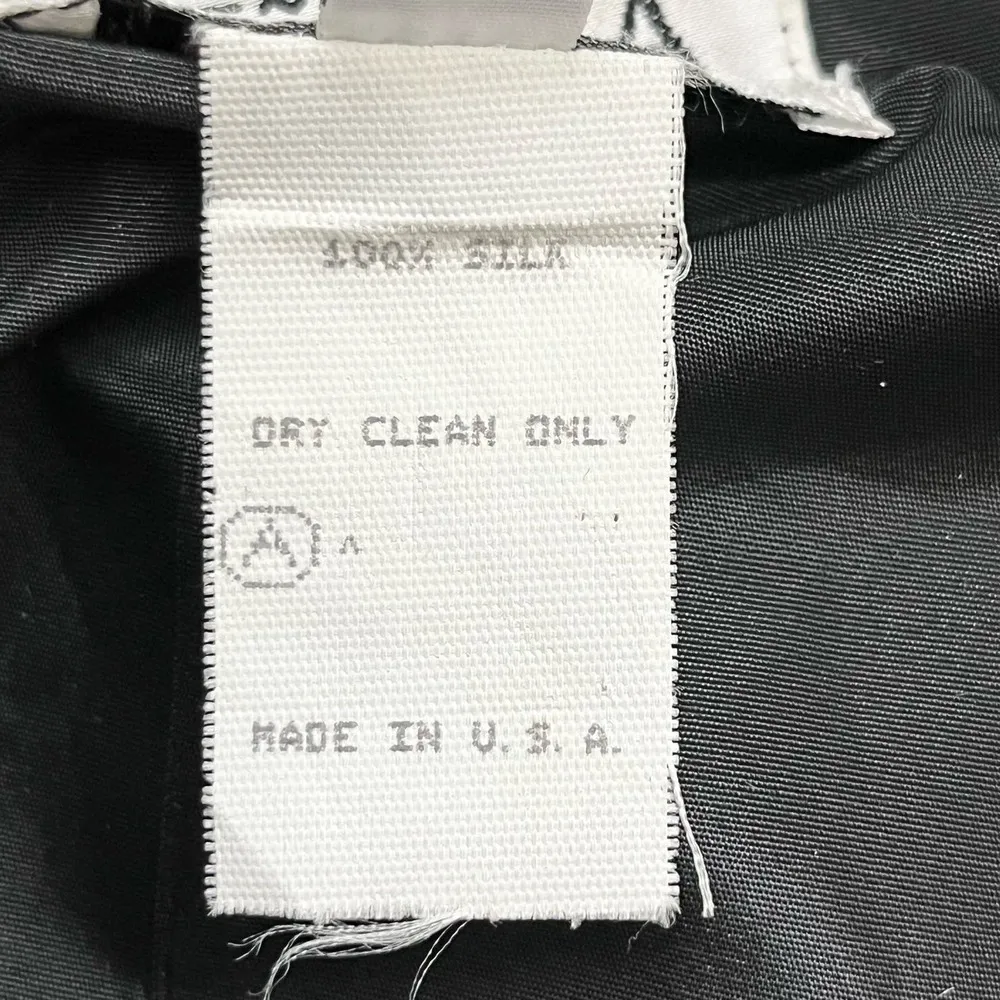 100% SILK
DRY CLEAN ONLY
A
MADE IN U.S.A.